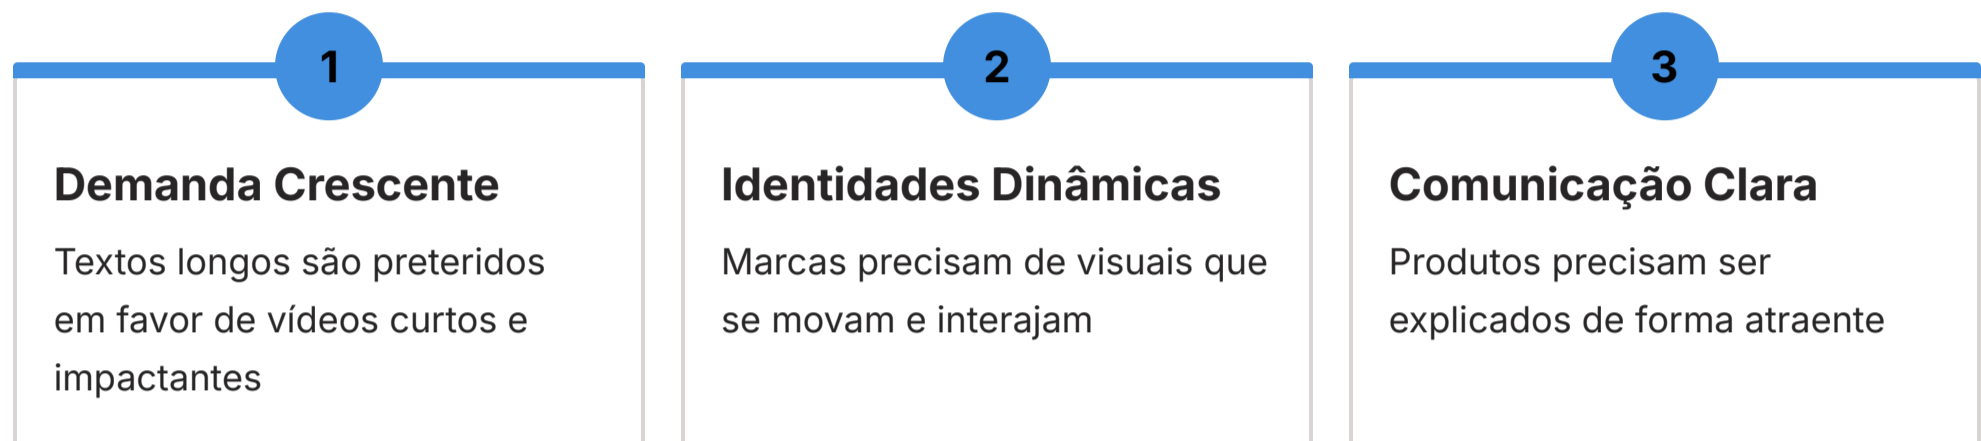 1
Demanda Crescente
Textos longos são preteridos
em favor de vídeos curtos e
impactantes
2
Identidades Dinâmicas
Marcas precisam de visuais que
se movam e interajam
3
Comunicação Clara
Produtos precisam ser
explicados de forma atraente